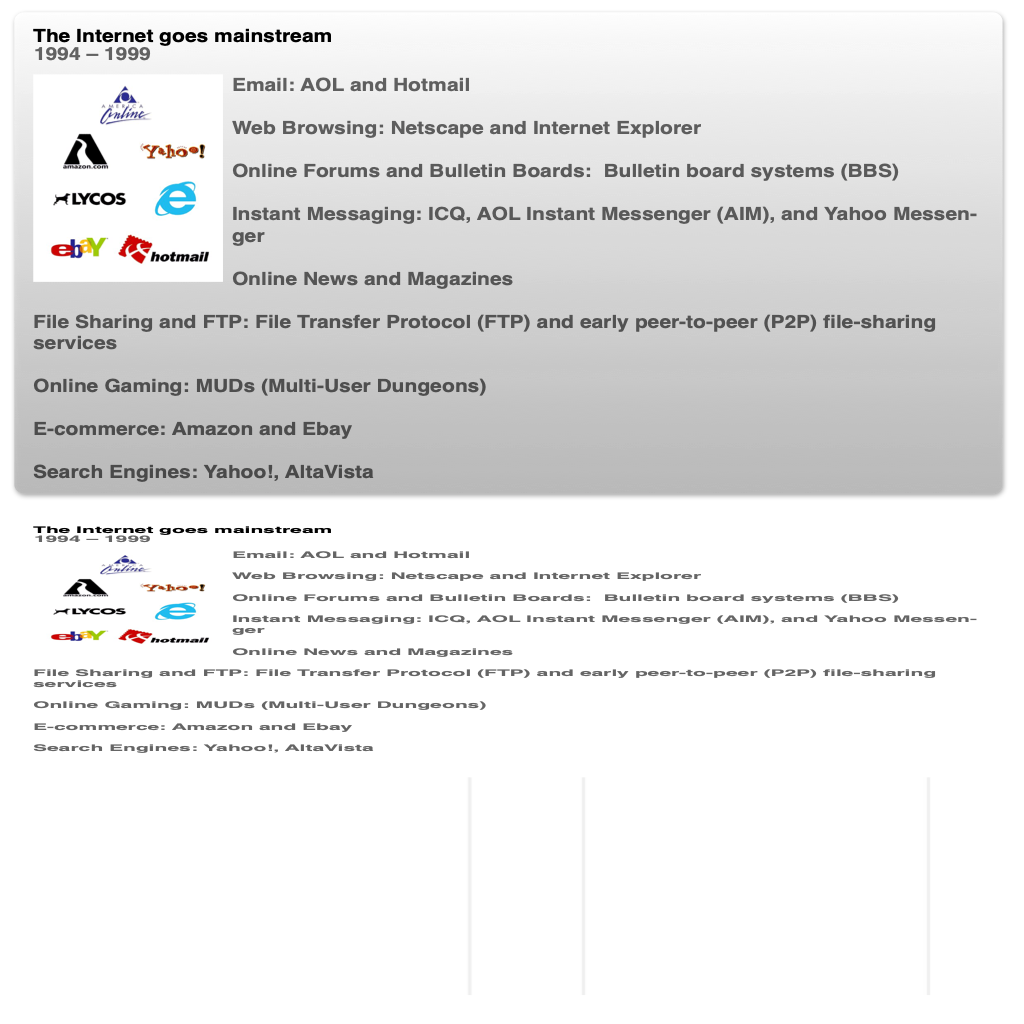 The Internet goes mainstream
1994 – 1999
AMERICA
Online
amazon.com
YAHOO!
LYCOS
ebaY
hotmail
Email: AOL and Hotmail
Web Browsing: Netscape and Internet Explorer
Online Forums and Bulletin Boards:  Bulletin board systems (BBS)
Instant Messaging: ICQ, AOL Instant Messenger (AIM), and Yahoo Messen-
ger
Online News and Magazines
File Sharing and FTP: File Transfer Protocol (FTP) and early peer-to-peer (P2P) file-sharing
services
Online Gaming: MUDs (Multi-User Dungeons)
E-commerce: Amazon and Ebay
Search Engines: Yahoo!, AltaVista
The Internet goes mainstream
1994 – 1999
Online
amazon.com
YAHOO!
LYCOS
ebaY
hotmail
Email: AOL and Hotmail
Web Browsing: Netscape and Internet Explorer
Online Forums and Bulletin Boards:  Bulletin board systems (BBS)
Instant Messaging: ICQ, AOL Instant Messenger (AIM), and Yahoo Messen-
ger
Online News and Magazines
File Sharing and FTP: File Transfer Protocol (FTP) and early peer-to-peer (P2P) file-sharing
services
Online Gaming: MUDs (Multi-User Dungeons)
E-commerce: Amazon and Ebay
Search Engines: Yahoo!, AltaVista